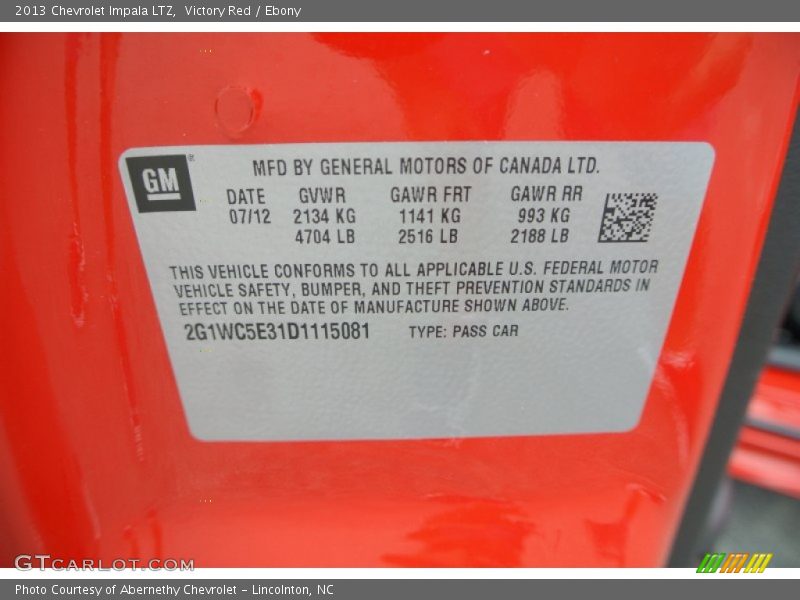 2013 Chevrolet Impala LTZ,  Victory Red / Ebony
GM
MFD BY GENERAL MOTORS OF CANADA LTD.
DATE GVWR GAWR FRT GAWR RR
07/12 2134 KG 1141 KG 993 KG
4704 LB 2516 LB 2188 LB
THIS VEHICLE CONFORMS TO ALL APPLICABLE U.S. FEDERAL MOTOR
VEHICLE SAFETY, BUMPER, AND THEFT PREVENTION STANDARDS IN
EFFECT ON THE DATE OF MANUFACTURE SHOWN ABOVE.
2G1WC5E31D1115081 TYPE: PASS CAR
GTCARLOT.COM
Photo Courtesy of Abernethy Chevrolet – Lincolnton, NC